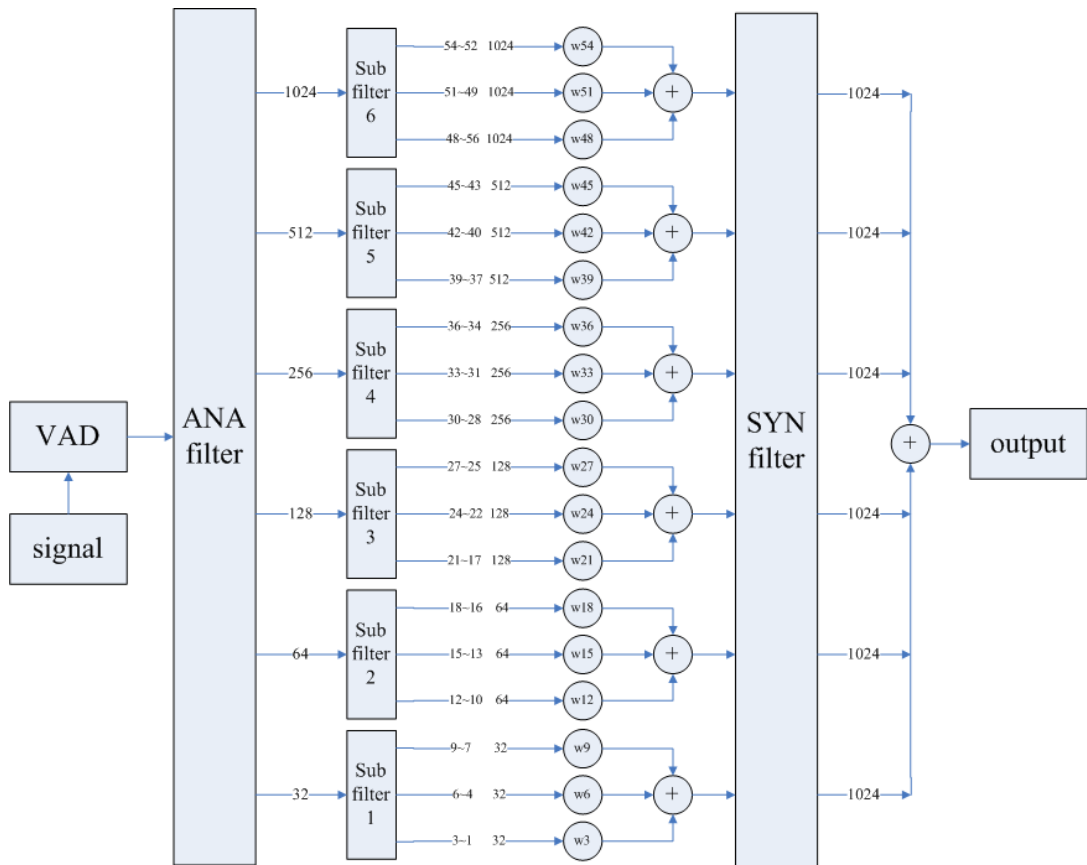 signal
VAD
ANA
filter
1024
512
256
128
64
32
Sub
filter
6
54~52 1024
w54
51~49 1024
w51
48~56 1024
w48
+
Sub
filter
5
45~43 512
w45
42~40 512
w42
39~37 512
w39
+
Sub
filter
4
36~34 256
w36
33~31 256
w33
30~28 256
w30
+
Sub
filter
3
27~25 128
w27
24~22 128
w24
21~17 128
w21
+
Sub
filter
2
18~16 64
w18
15~13 64
w15
12~10 64
w12
+
Sub
filter
1
9~7 32
w9
6~4 32
w6
3~1 32
w3
+
SYN
filter
1024
1024
1024
1024
1024
1024
+
output